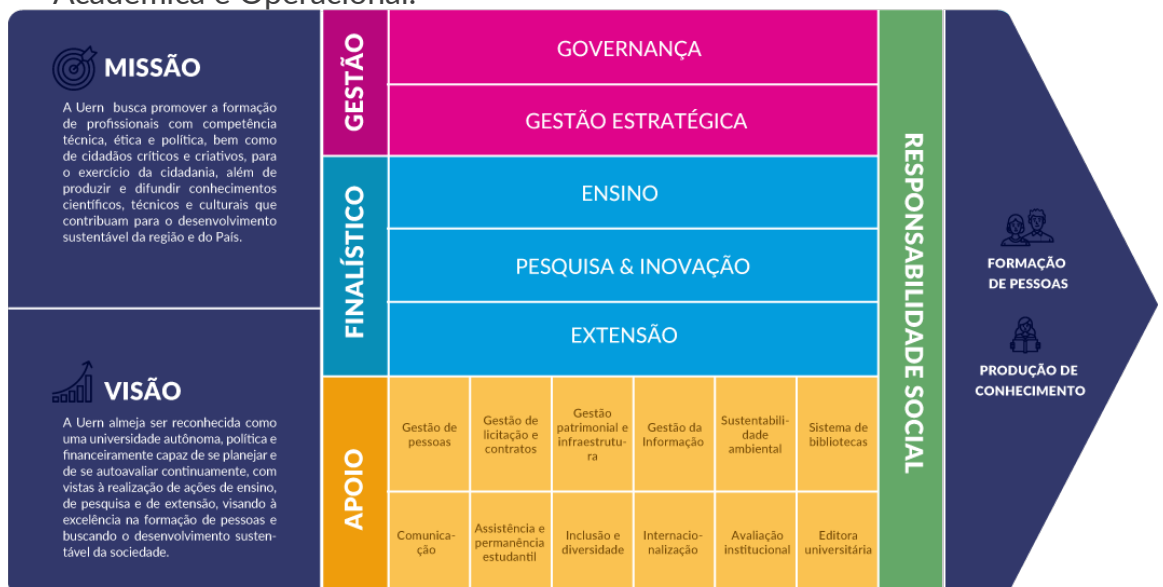 Acadêmica e Operacional.
MISSÃO
A Uern busca promover a formação
de profissionais com competência
técnica, ética e política, bem como
de cidadãos críticos e criativos, para
o exercício da cidadania, além de
produzir e difundir conhecimentos
científicos, técnicos e culturais que
contribuam para o desenvolvimento
sustentável da região e do País.
VISÃO
A Uern almeja ser reconhecida como
uma universidade autônoma, política e
financeiramente capaz de se planejar e
de se autoavaliar continuamente, com
vistas à realização de ações de ensino,
de pesquisa e de extensão, visando à
excelência na formação de pessoas e
buscando o desenvolvimento susten-
tável da sociedade.
GESTÃO
GOVERNANÇA
GESTÃO ESTRATÉGICA
FINALÍSTICO
ENSINO
PESQUISA & INOVAÇÃO
EXTENSÃO
APOIO
Gestão de
pessoas
Gestão de
licitação e
contratos
Gestão
patrimonial e
infraestrutu-
ra
Gestão da
Informação
Sustentabili-
dade
ambiental
Sistema de
bibliotecas
Comunica-
ção
Assistência e
permanência
estudantil
Inclusão e
diversidade
Internacio-
nalização
Avaliação
institucional
Editora
universitária
RESPONSABILIDADE SOCIAL
FORMAÇÃO
DE PESSOAS
PRODUÇÃO DE
CONHECIMENTO